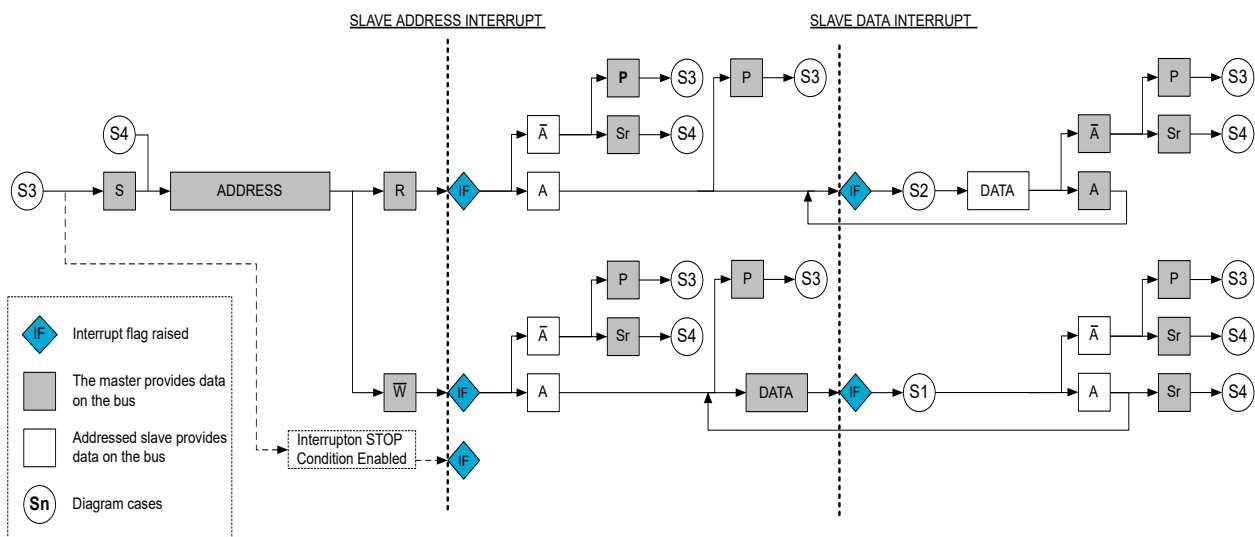 SLAVE ADDRESS INTERRUPT
SLAVE DATA INTERRUPT
P
S3
P
S3
P
S3
S4
A̅
Sr
S4
A̅
Sr
S4
S3
S
ADDRESS
R
IF
A
IF
S2
DATA
A
P
S3
P
S3
P
S3
A̅
Sr
S4
A̅
Sr
S4
W̅
IF
A
DATA
IF
S1
A
Sr
S4
Interrupton STOP
Condition Enabled
IF
IF
Interrupt flag raised
The master provides data
on the bus
Addressed slave provides
data on the bus
Sn
Diagram cases